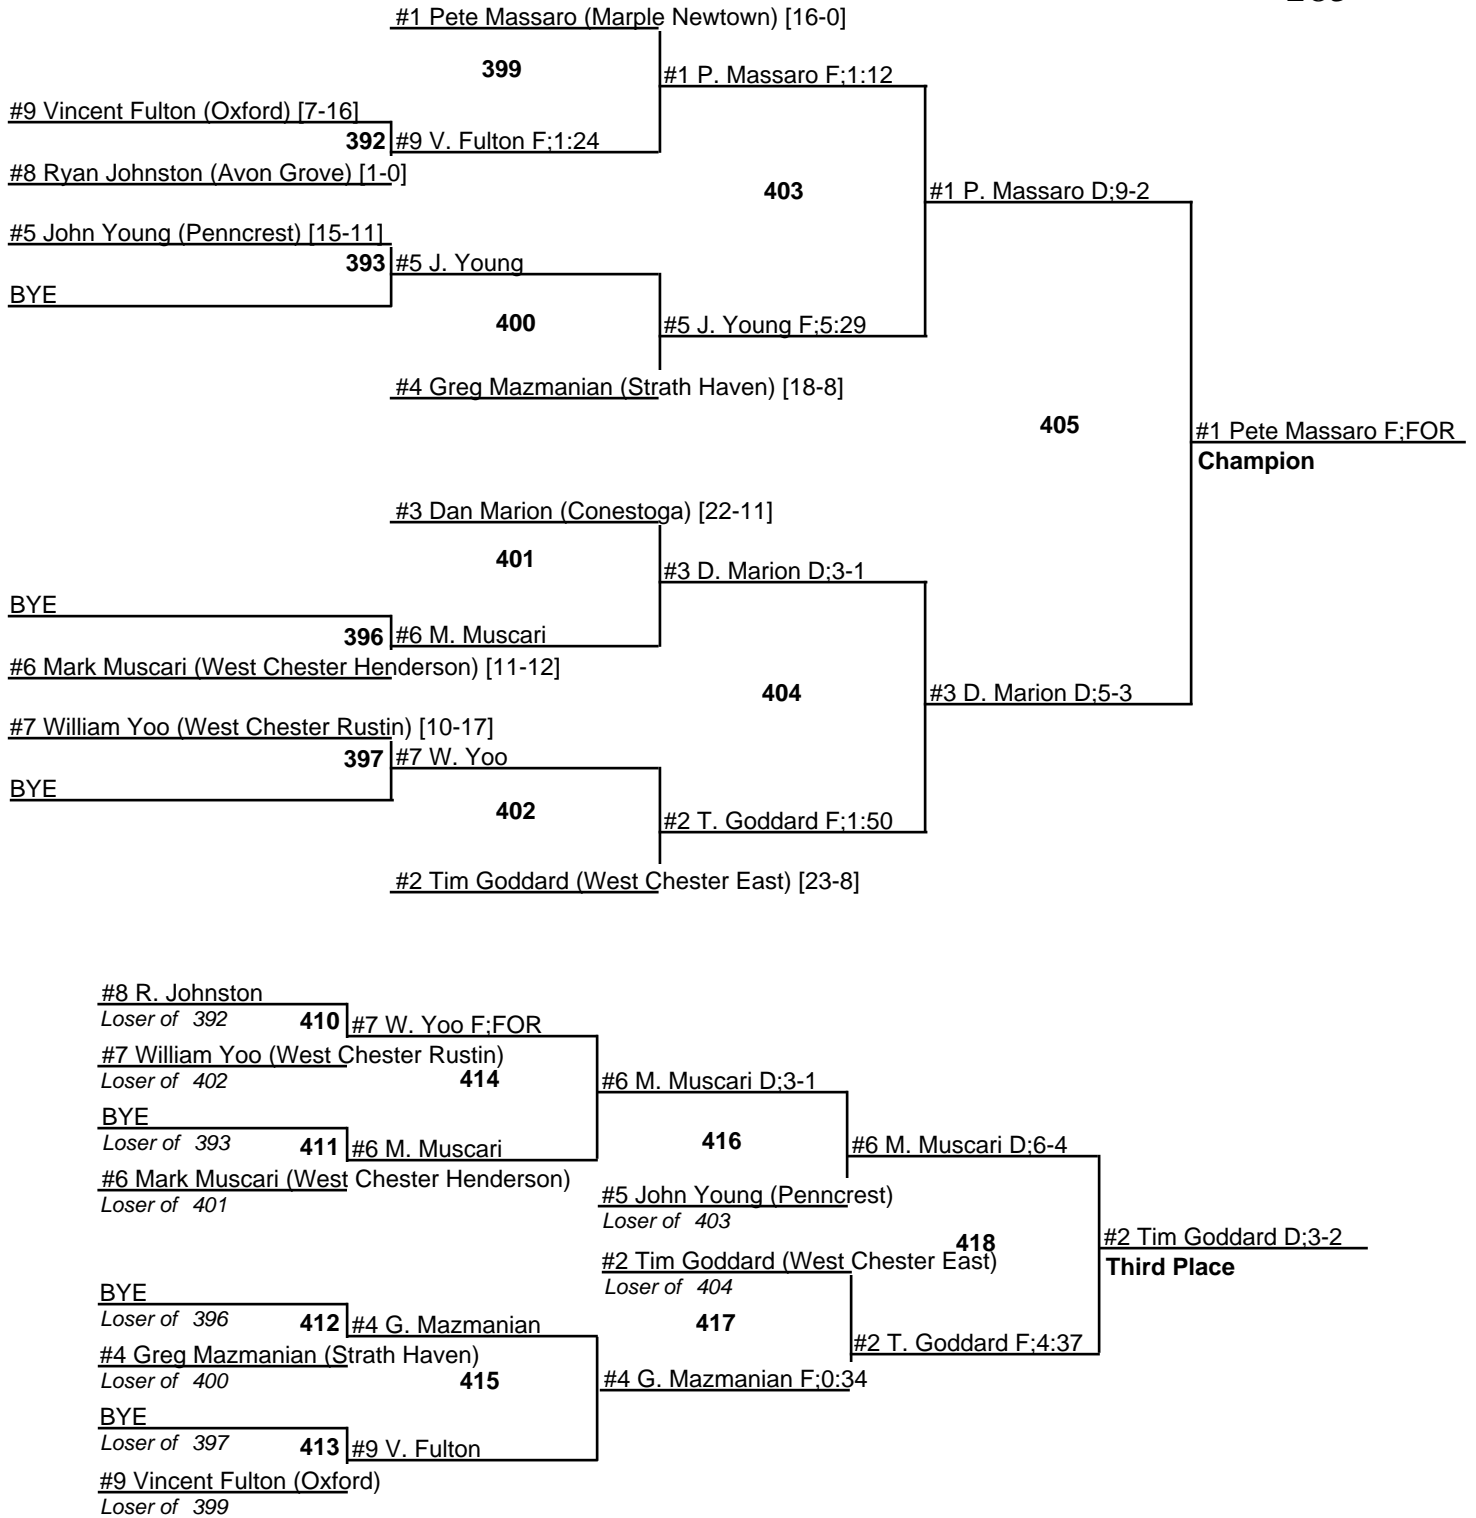 #1 Pete Massaro (Marple Newtown) [16-0]
399
#1 P. Massaro F;1:12
#9 Vincent Fulton (Oxford) [7-16]
392 #9 V. Fulton F;1:24
#8 Ryan Johnston (Avon Grove) [1-0]
403
#1 P. Massaro D;9-2
#5 John Young (Penncrest) [15-11]
393 #5 J. Young
BYE
400
#5 J. Young F;5:29
#4 Greg Mazmanian (Strath Haven) [18-8]
405
#1 Pete Massaro F;FOR
Champion
#3 Dan Marion (Conestoga) [22-11]
401
#3 D. Marion D;3-1
BYE
396 #6 M. Muscari
#6 Mark Muscari (West Chester Henderson) [11-12]
404
#3 D. Marion D;5-3
#7 William Yoo (West Chester Rustin) [10-17]
397 #7 W. Yoo
BYE
402
#2 T. Goddard F;1:50
#2 Tim Goddard (West Chester East) [23-8]
#8 R. Johnston
Loser of 392 410 #7 W. Yoo F;FOR
#7 William Yoo (West Chester Rustin)
Loser of 402 414 #6 M. Muscari D;3-1
BYE
Loser of 393 411 #6 M. Muscari 416 #6 M. Muscari D;6-4
#6 Mark Muscari (West Chester Henderson)
Loser of 401
#5 John Young (Penncrest)
Loser of 403
418 #2 Tim Goddard D;3-2
Third Place
#2 Tim Goddard (West Chester East)
Loser of 404
BYE
Loser of 396 412 #4 G. Mazmanian 417
#2 T. Goddard F;4:37
#4 Greg Mazmanian (Strath Haven)
Loser of 400 415 #4 G. Mazmanian F;0:34
BYE
Loser of 397 413 #9 V. Fulton
#9 Vincent Fulton (Oxford)
Loser of 399